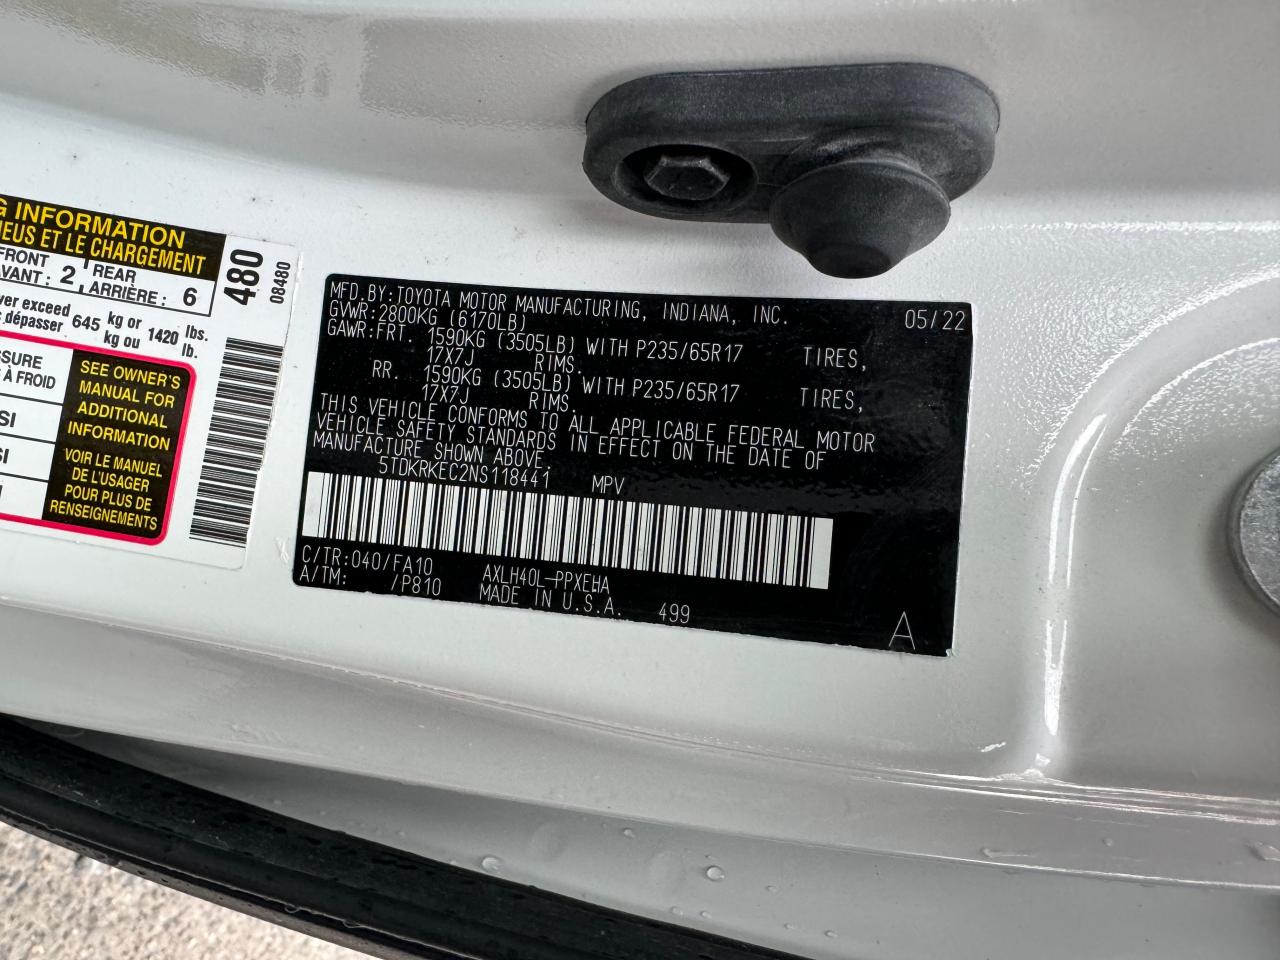 G INFORMATION
NEUS ET LE CHARGEMENT
FRONT
AVANT : 2
REAR
ARRIÈRE : 6
ver exceed
dépasser 645 kg or
kg ou 1420 lbs.
lb.
SSURE
À FROID
SI
SI
SEE OWNER'S
MANUAL FOR
ADDITIONAL
INFORMATION
VOIR LE MANUEL
DE L'USAGER
POUR PLUS DE
RENSEIGNEMENTS
480
08480
MFD.BY:TOYOTA MOTOR MANUFACTURING, INDIANA, INC. 05/22
GVWR:2800KG (6170LB)
GAWR:FRT. 1590KG (3505LB) WITH P235/65R17 TIRES,
17X7J RIMS.
RR. 1590KG (3505LB) WITH P235/65R17 TIRES,
17X7J RIMS.
THIS VEHICLE CONFORMS TO ALL APPLICABLE FEDERAL MOTOR
VEHICLE SAFETY STANDARDS IN EFFECT ON THE DATE OF
MANUFACTURE SHOWN ABOVE.
5TDKRKEC2NS118441 MPV
C/TR:040/FA10 AXLH40L-PPXEHA
A/TM: /P810 MADE IN U.S.A. 499
A